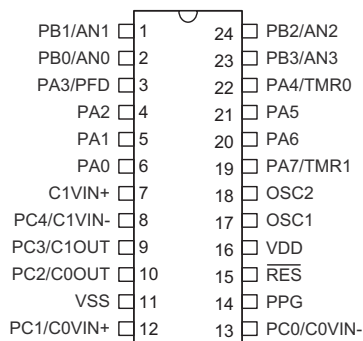 PB1/AN1 1 24 PB2/AN2
PB0/AN0 2 23 PB3/AN3
PA3/PFD 3 22 PA4/TMR0
PA2 4 21 PA5
PA1 5 20 PA6
PA0 6 19 PA7/TMR1
C1VIN+ 7 18 OSC2
PC4/C1VIN- 8 17 OSC1
PC3/C1OUT 9 16 VDD
PC2/C0OUT 10 15 RES
VSS 11 14 PPG
PC1/C0VIN+ 12 13 PC0/C0VIN-